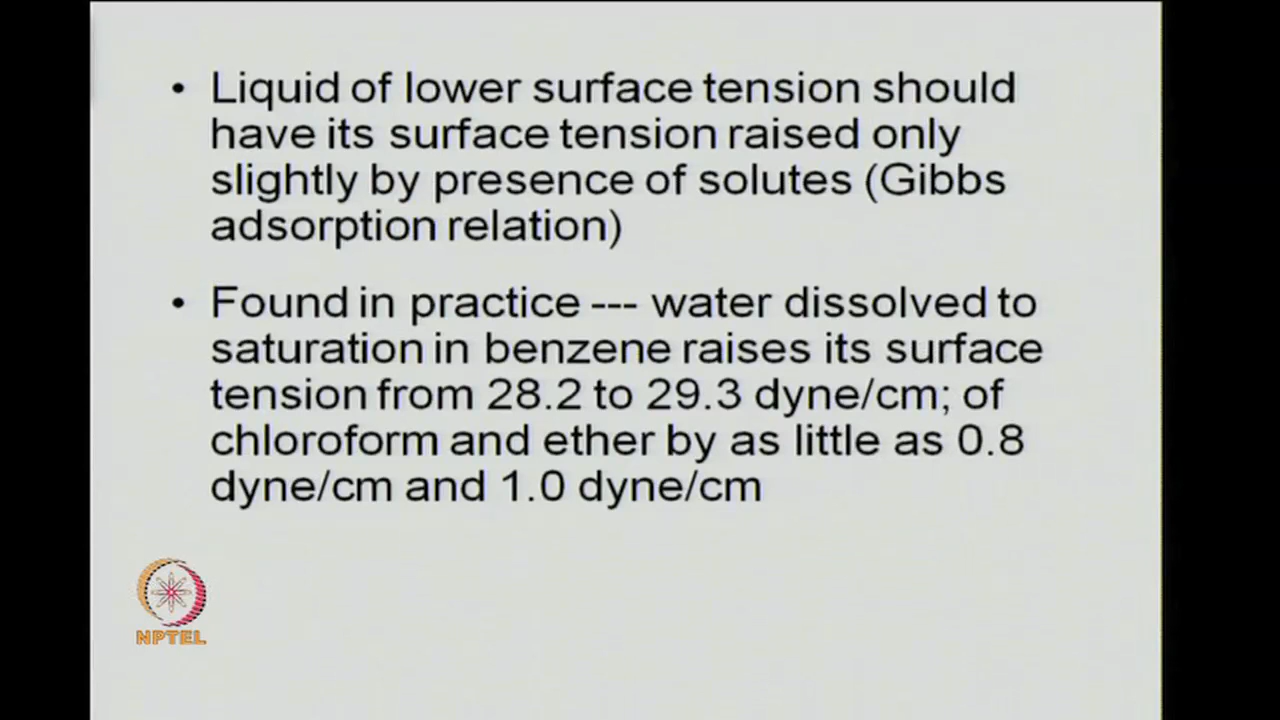 • Liquid of lower surface tension should
have its surface tension raised only
slightly by presence of solutes (Gibbs
adsorption relation)
• Found in practice --- water dissolved to
saturation in benzene raises its surface
tension from 28.2 to 29.3 dyne/cm; of
chloroform and ether by as little as 0.8
dyne/cm and 1.0 dyne/cm
NPTEL